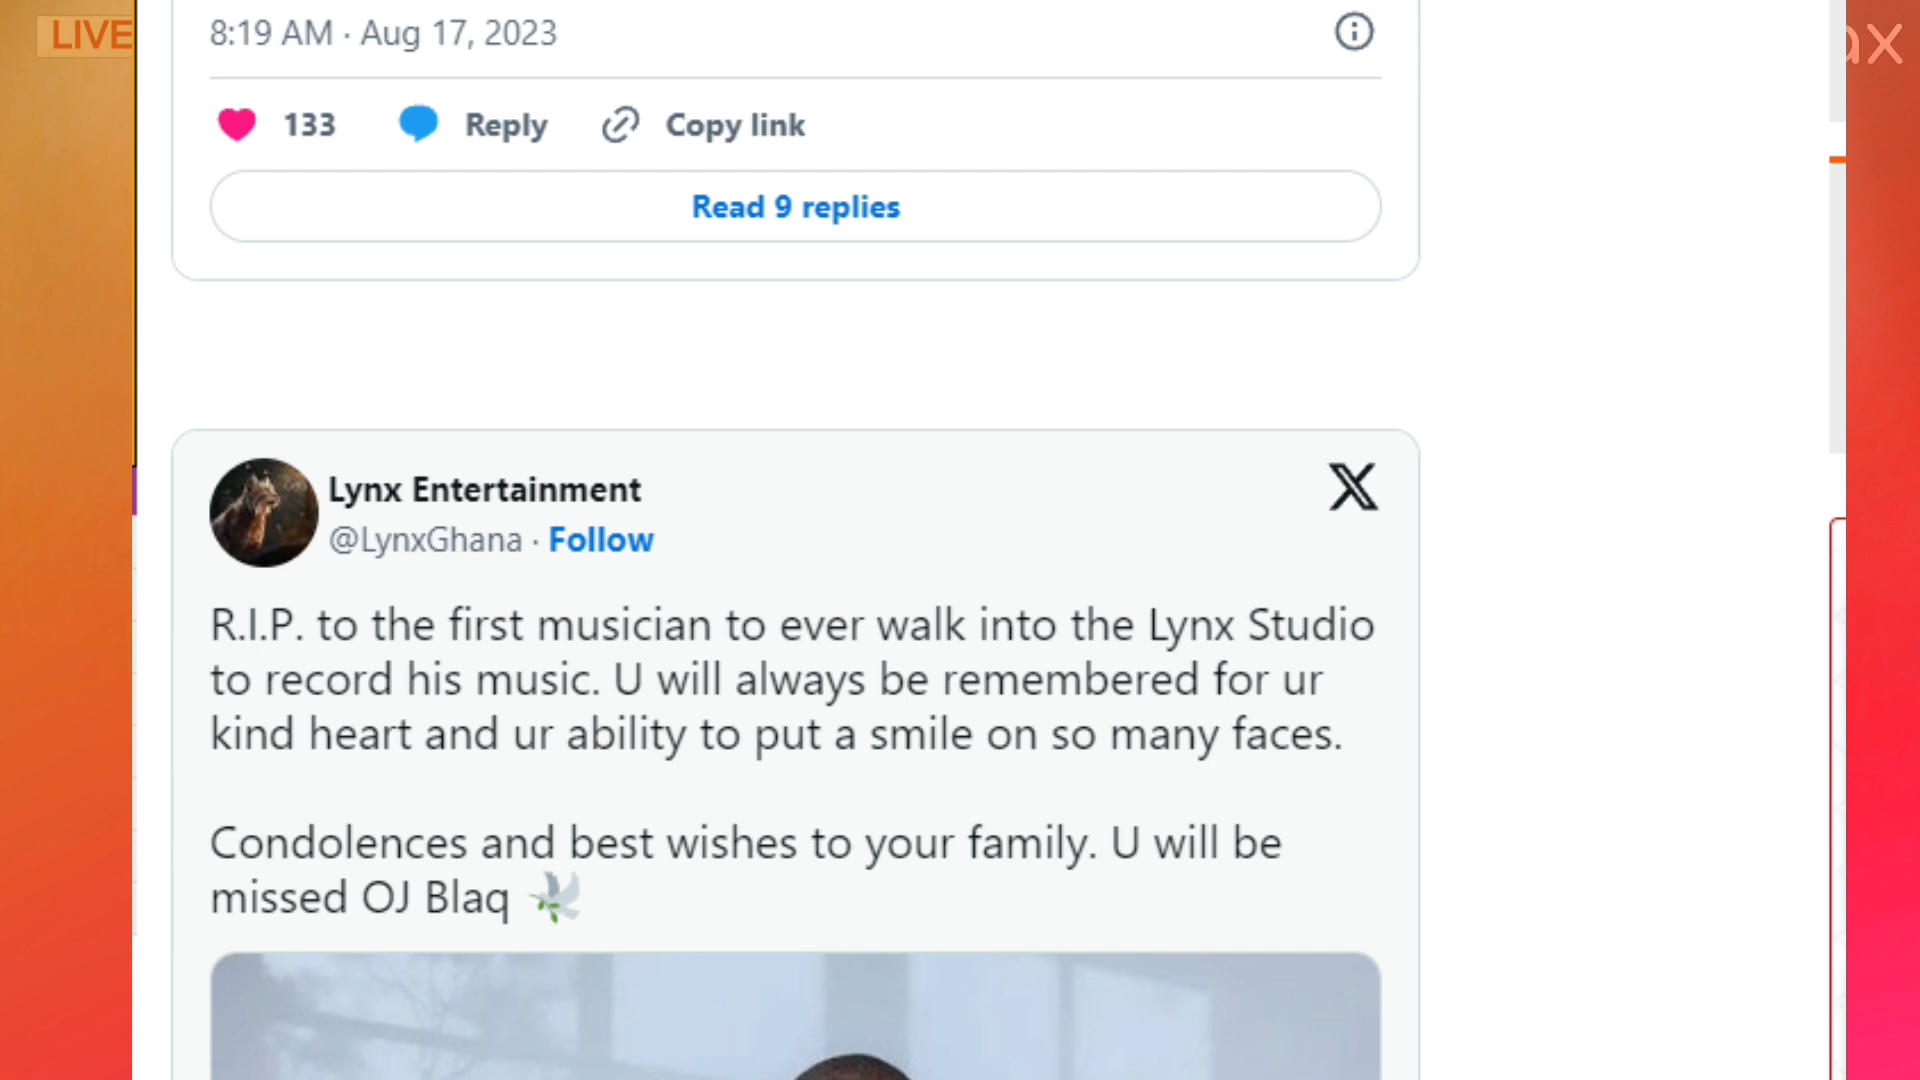 LIVE
8:19 AM · Aug 17, 2023
133 Reply Copy link
Read 9 replies
Lynx Entertainment
@LynxGhana · Follow
R.I.P. to the first musician to ever walk into the Lynx Studio
to record his music. U will always be remembered for ur
kind heart and ur ability to put a smile on so many faces.
Condolences and best wishes to your family. U will be
missed OJ Blaq